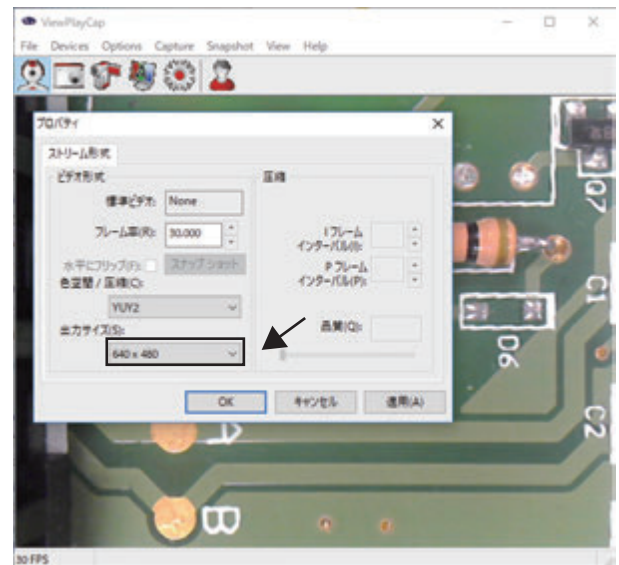 ViewPlayCap
File Devices Options Capture Snapshot View Help
プロパティ
ストリーム形式
ビデオ形式
標準ビデオ: None
フレーム率(R): 30.000
水平にフリップ(F): スナップ ショット
色空間 / 圧縮(C):
YUY2
出力サイズ(S):
640 x 480
圧縮
I フレーム
インターバル(I):
P フレーム
インターバル(P):
品質(Q):
OK キャンセル 適用(A)
Q7
C1
D6
C2
A
B
30 FPS